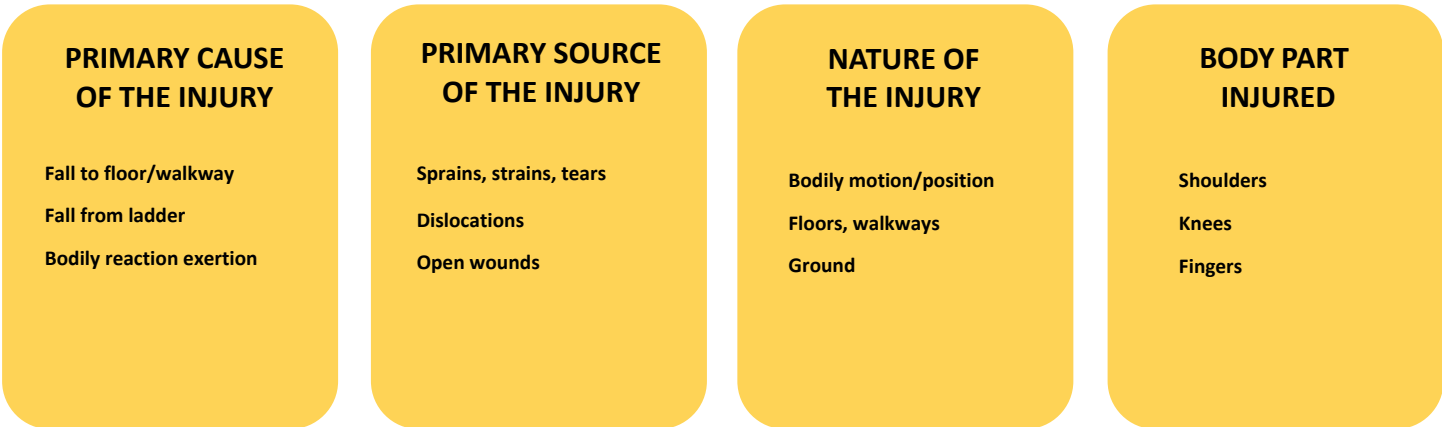 PRIMARY CAUSE
OF THE INJURY
Fall to floor/walkway
Fall from ladder
Bodily reaction exertion
PRIMARY SOURCE
OF THE INJURY
Sprains, strains, tears
Dislocations
Open wounds
NATURE OF
THE INJURY
Bodily motion/position
Floors, walkways
Ground
BODY PART
INJURED
Shoulders
Knees
Fingers